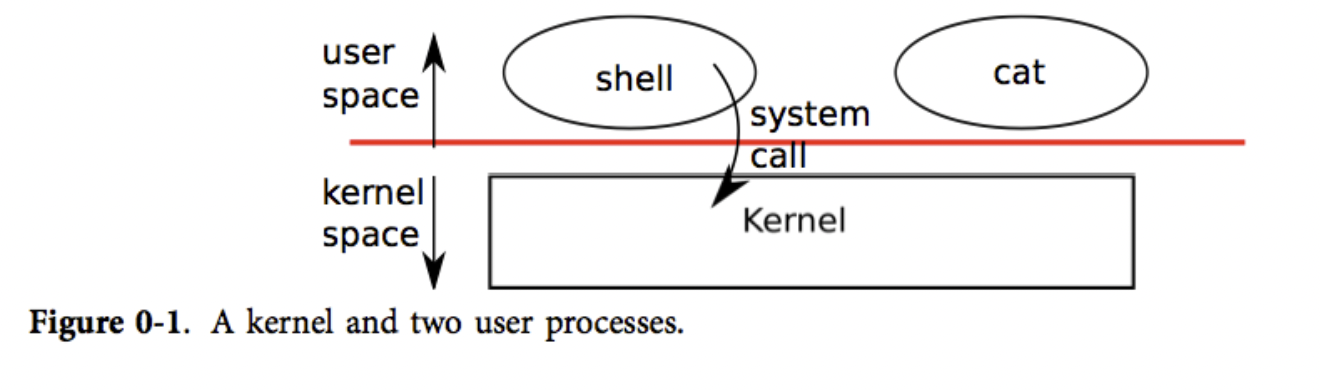 user
space
shell
cat
system
call
kernel
space
Kernel
Figure 0-1. A kernel and two user processes.